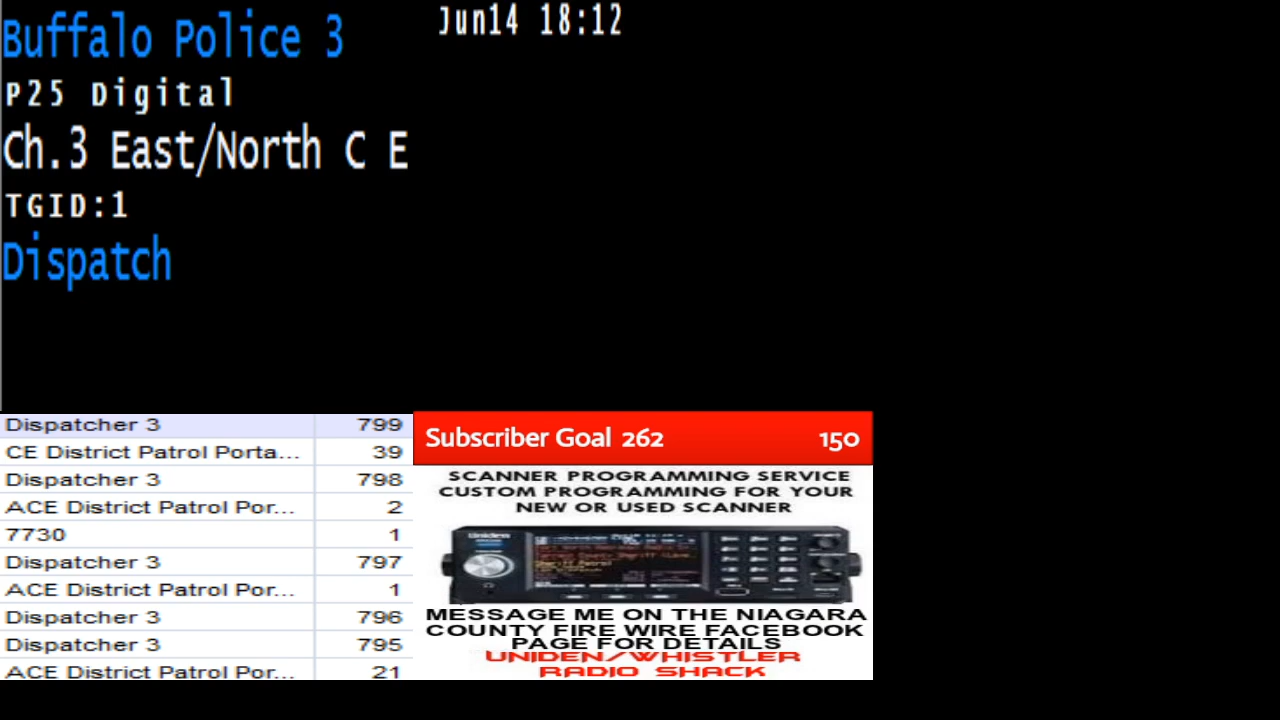 Buffalo Police 3
Jun14 18:12
P25 Digital
Ch.3 East/North C E
TGID:1
Dispatch
Dispatcher 3 799
CE District Patrol Porta... 39
Dispatcher 3 798
ACE District Patrol Por... 2
7730 1
Dispatcher 3 797
ACE District Patrol Por... 1
Dispatcher 3 796
Dispatcher 3 795
ACE District Patrol Por... 21
Subscriber Goal 262 150
SCANNER PROGRAMMING SERVICE
CUSTOM PROGRAMMING FOR YOUR
NEW OR USED SCANNER
Uniden
MESSAGE ME ON THE NIAGARA
COUNTY FIRE WIRE FACEBOOK
PAGE FOR DETAILS
UNIDEN/WHISTLER
RADIO SHACK